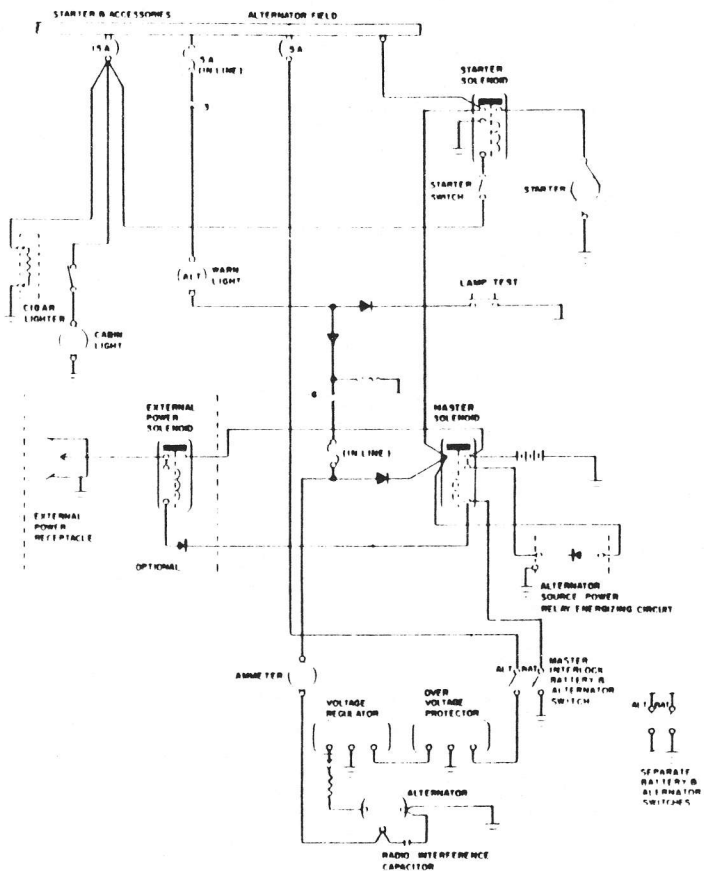 STARTER & ACCESSORIES
ALTERNATOR FIELD
15A
5A
(IN LINE)
5A
STARTER
SOLENOID
STARTER
SWITCH
STARTER
ALT
WARN
LIGHT
LAMP TEST
CIGAR
LIGHTER
CABIN
LIGHT
EXTERNAL
POWER
SOLENOID
MASTER
SOLENOID
(IN LINE)
EXTERNAL
POWER
RECEPTACLE
OPTIONAL
ALTERNATOR
SOURCE POWER
RELAY ENERGIZING CIRCUIT
AMMETER
ALT BAT
MASTER
INTERLOCK
BATTERY &
ALTERNATOR
SWITCH
VOLTAGE
REGULATOR
OVER
VOLTAGE
PROTECTOR
ALT BAT
ALTERNATOR
SEPARATE
BATTERY &
ALTERNATOR
SWITCHES
RADIO INTERFERENCE
CAPACITOR